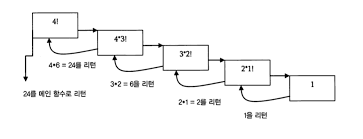 4!
4*3!
3*2!
2*1!
1
4*6 = 24를 리턴
3*2 = 6을 리턴
2*1 = 2를 리턴
1을 리턴
24를 메인 함수로 리턴